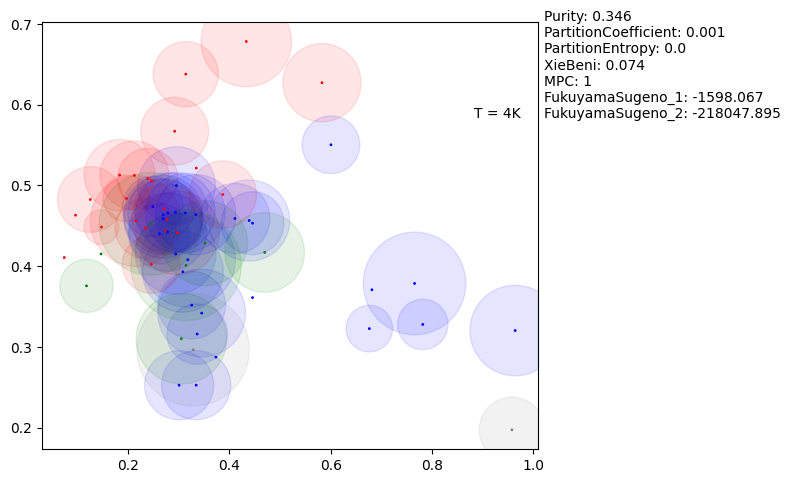 Purity: 0.346
PartitionCoefficient: 0.001
PartitionEntropy: 0.0
XieBeni: 0.074
MPC: 1
FukuyamaSugeno_1: -1598.067
FukuyamaSugeno_2: -218047.895
T = 4K
0.7
0.6
0.5
0.4
0.3
0.2
0.2 0.4 0.6 0.8 1.0